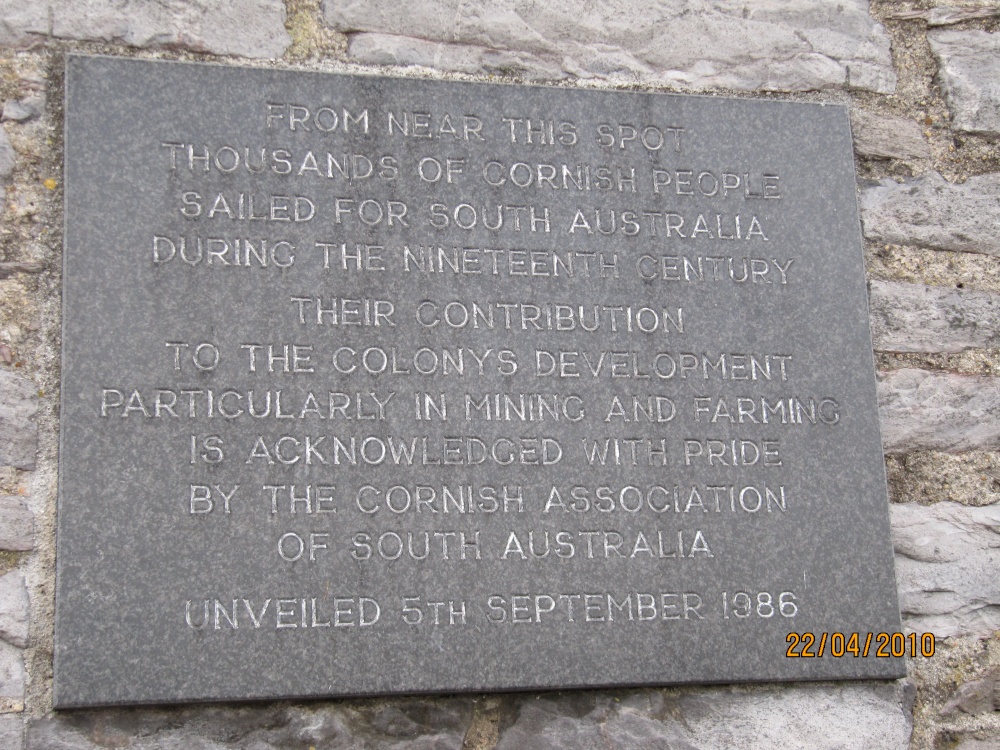 FROM NEAR THIS SPOT
THOUSANDS OF CORNISH PEOPLE
SAILED FOR SOUTH AUSTRALIA
DURING THE NINETEENTH CENTURY
THEIR CONTRIBUTION
TO THE COLONYS DEVELOPMENT
PARTICULARLY IN MINING AND FARMING
IS ACKNOWLEDGED WITH PRIDE
BY THE CORNISH ASSOCIATION
OF SOUTH AUSTRALIA
UNVEILED 5TH SEPTEMBER 1986
22/04/2010